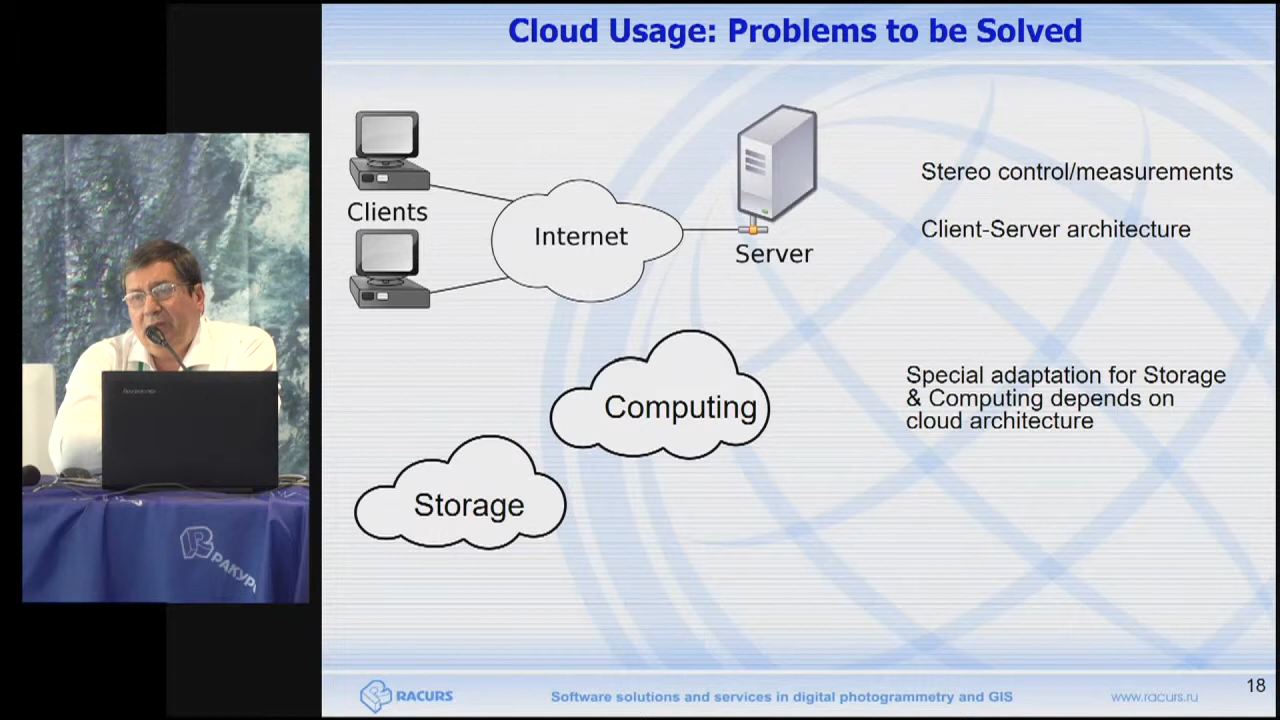 Cloud Usage: Problems to be Solved
Clients
Internet
Server
Stereo control/measurements
Client-Server architecture
Computing
Storage
Special adaptation for Storage
& Computing depends on
cloud architecture
РАКУРС
RACURS
Software solutions and services in digital photogrammetry and GIS
www.racurs.ru
18